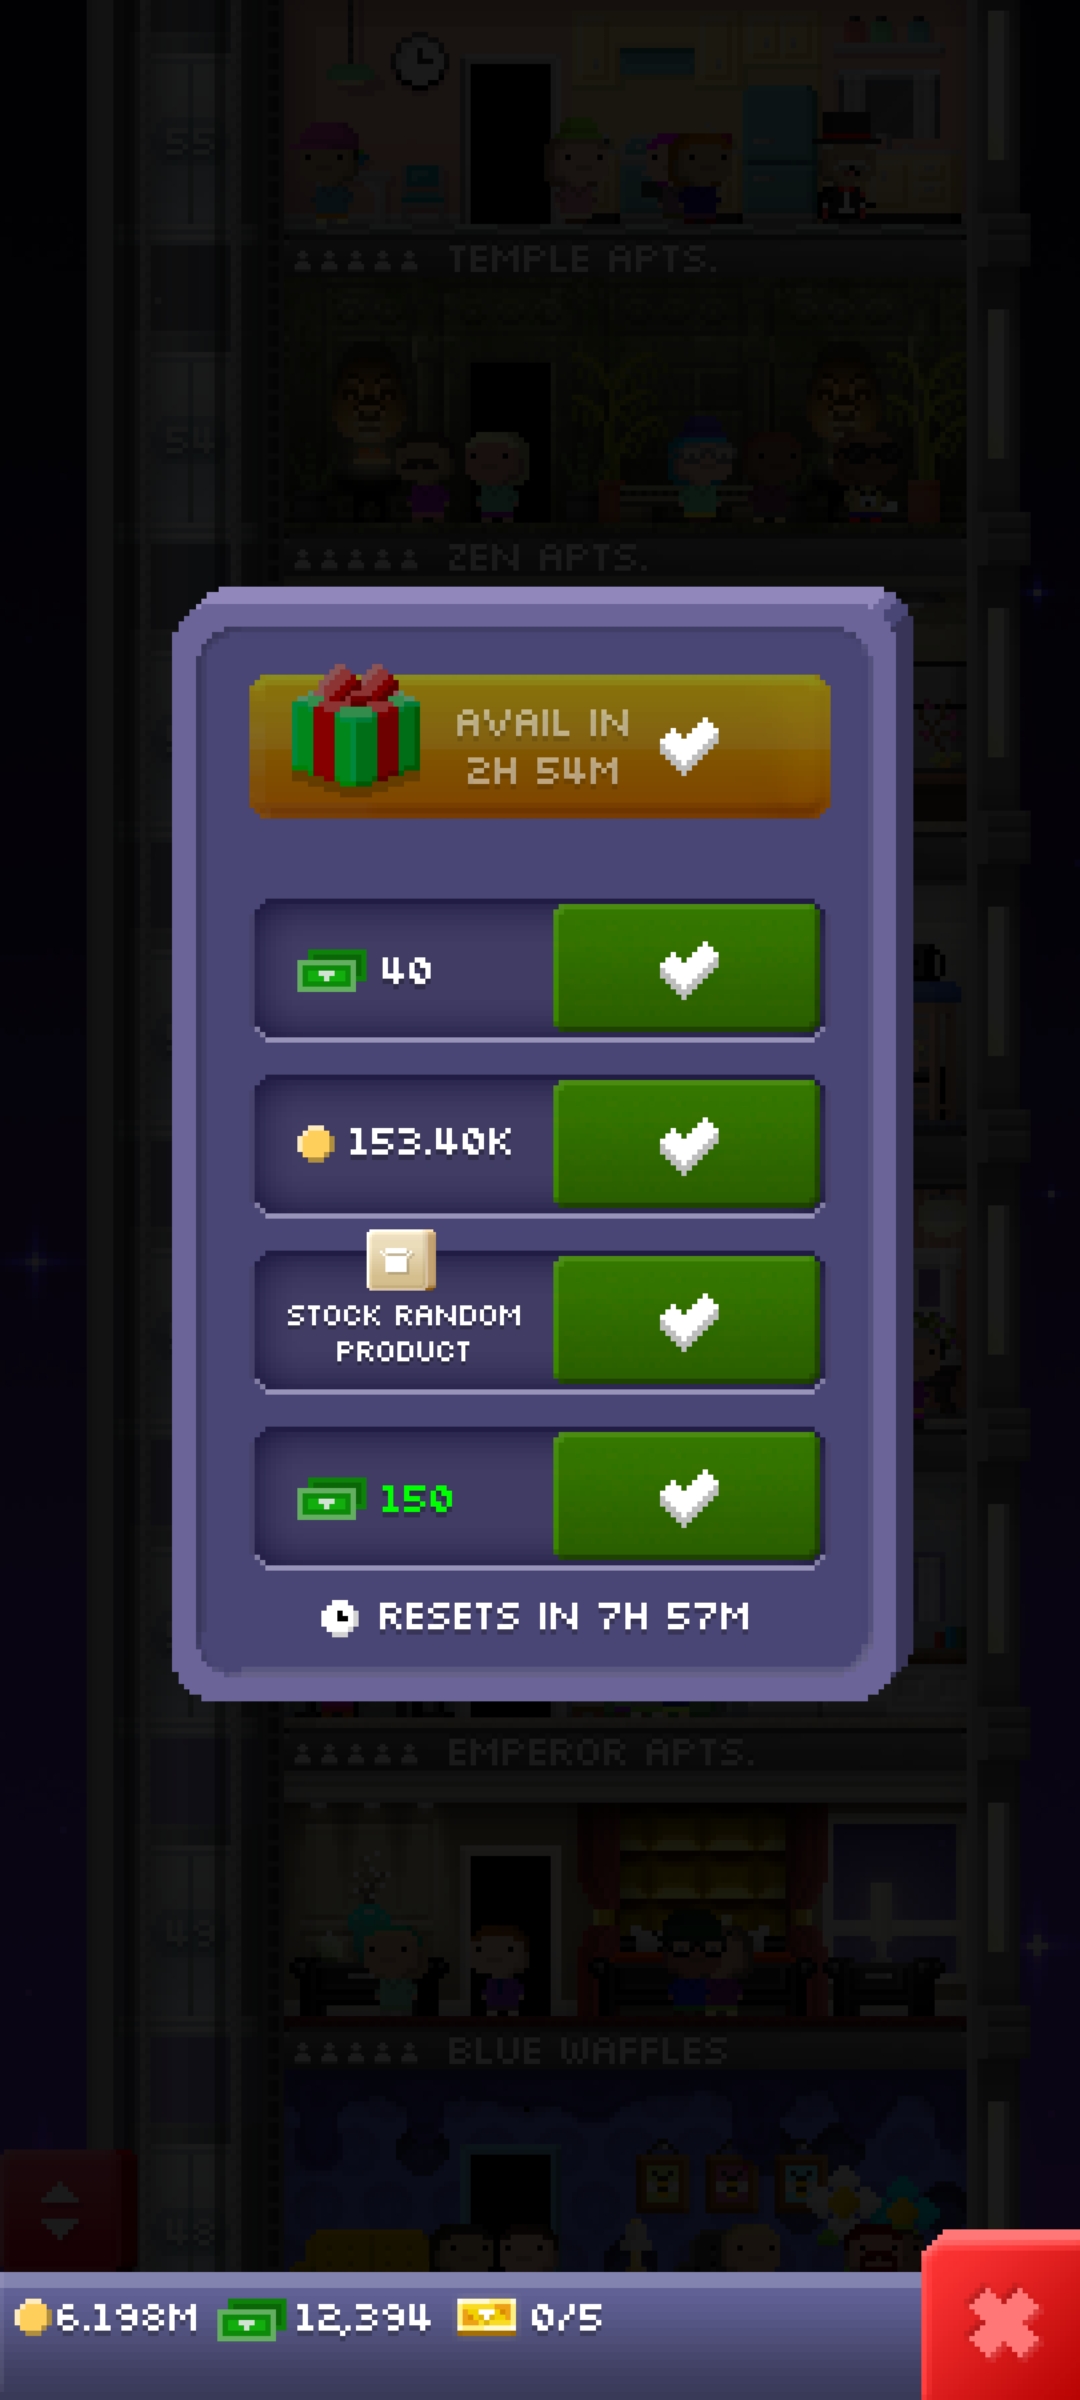 55
TEMPLE APTS.
54
ZEN APTS.
AVAIL IN
2H 54M
40
153.40K
STOCK RANDOM
PRODUCT
150
RESETS IN 7H 57M
EMPEROR APTS.
49
BLUE WAFFLES
48
6.198M 12,394 0/5